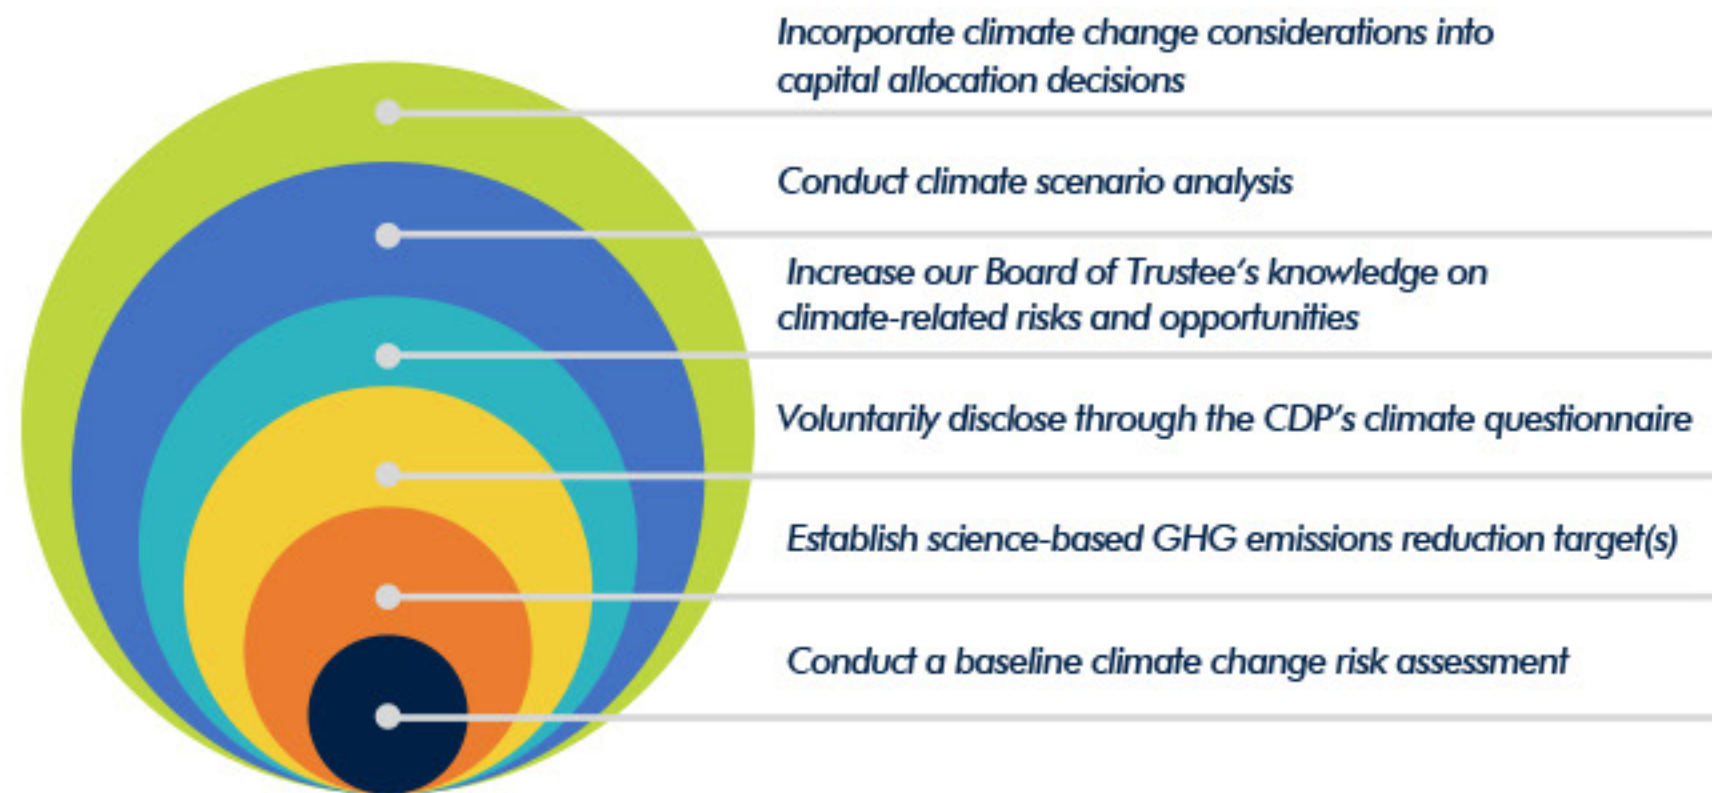 Incorporate climate change considerations into
capital allocation decisions
Conduct climate scenario analysis
Increase our Board of Trustee's knowledge on
climate-related risks and opportunities
Voluntarily disclose through the CDP's climate questionnaire
Establish science-based GHG emissions reduction target(s)
Conduct a baseline climate change risk assessment